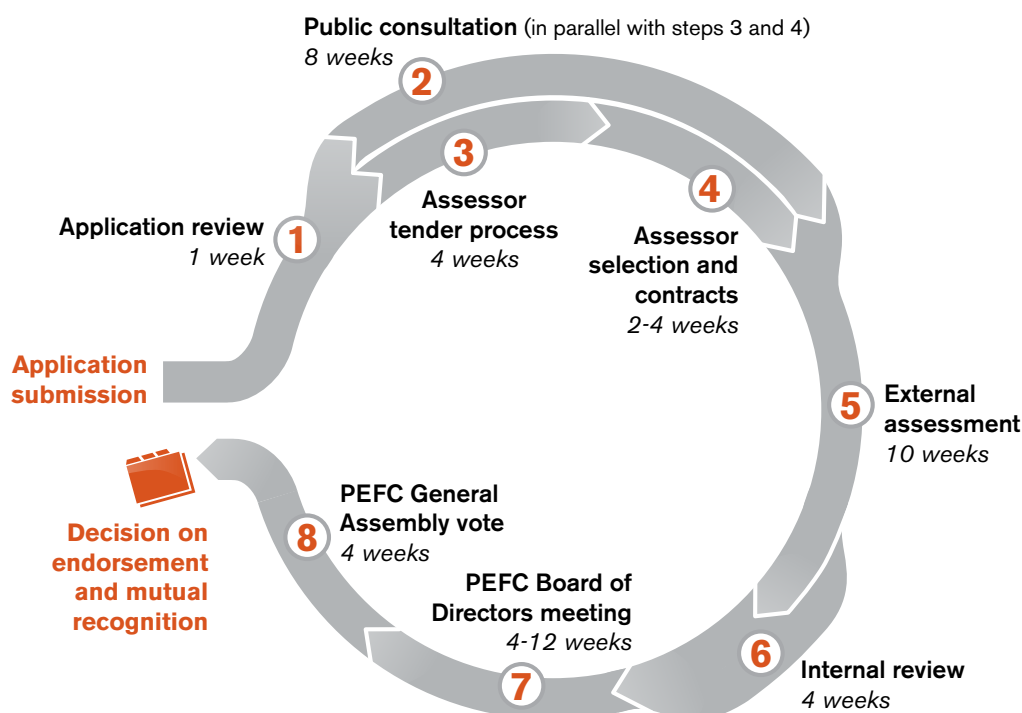 Public consultation (in parallel with steps 3 and 4)
8 weeks
2
3
Assessor
tender process
4 weeks
4
Assessor
selection and
contracts
2-4 weeks
Application review
1 week
1
Application
submission
5
External
assessment
10 weeks
PEFC General
Assembly vote
4 weeks
8
Decision on
endorsement
and mutual
recognition
PEFC Board of
Directors meeting
4-12 weeks
7
6
Internal review
4 weeks